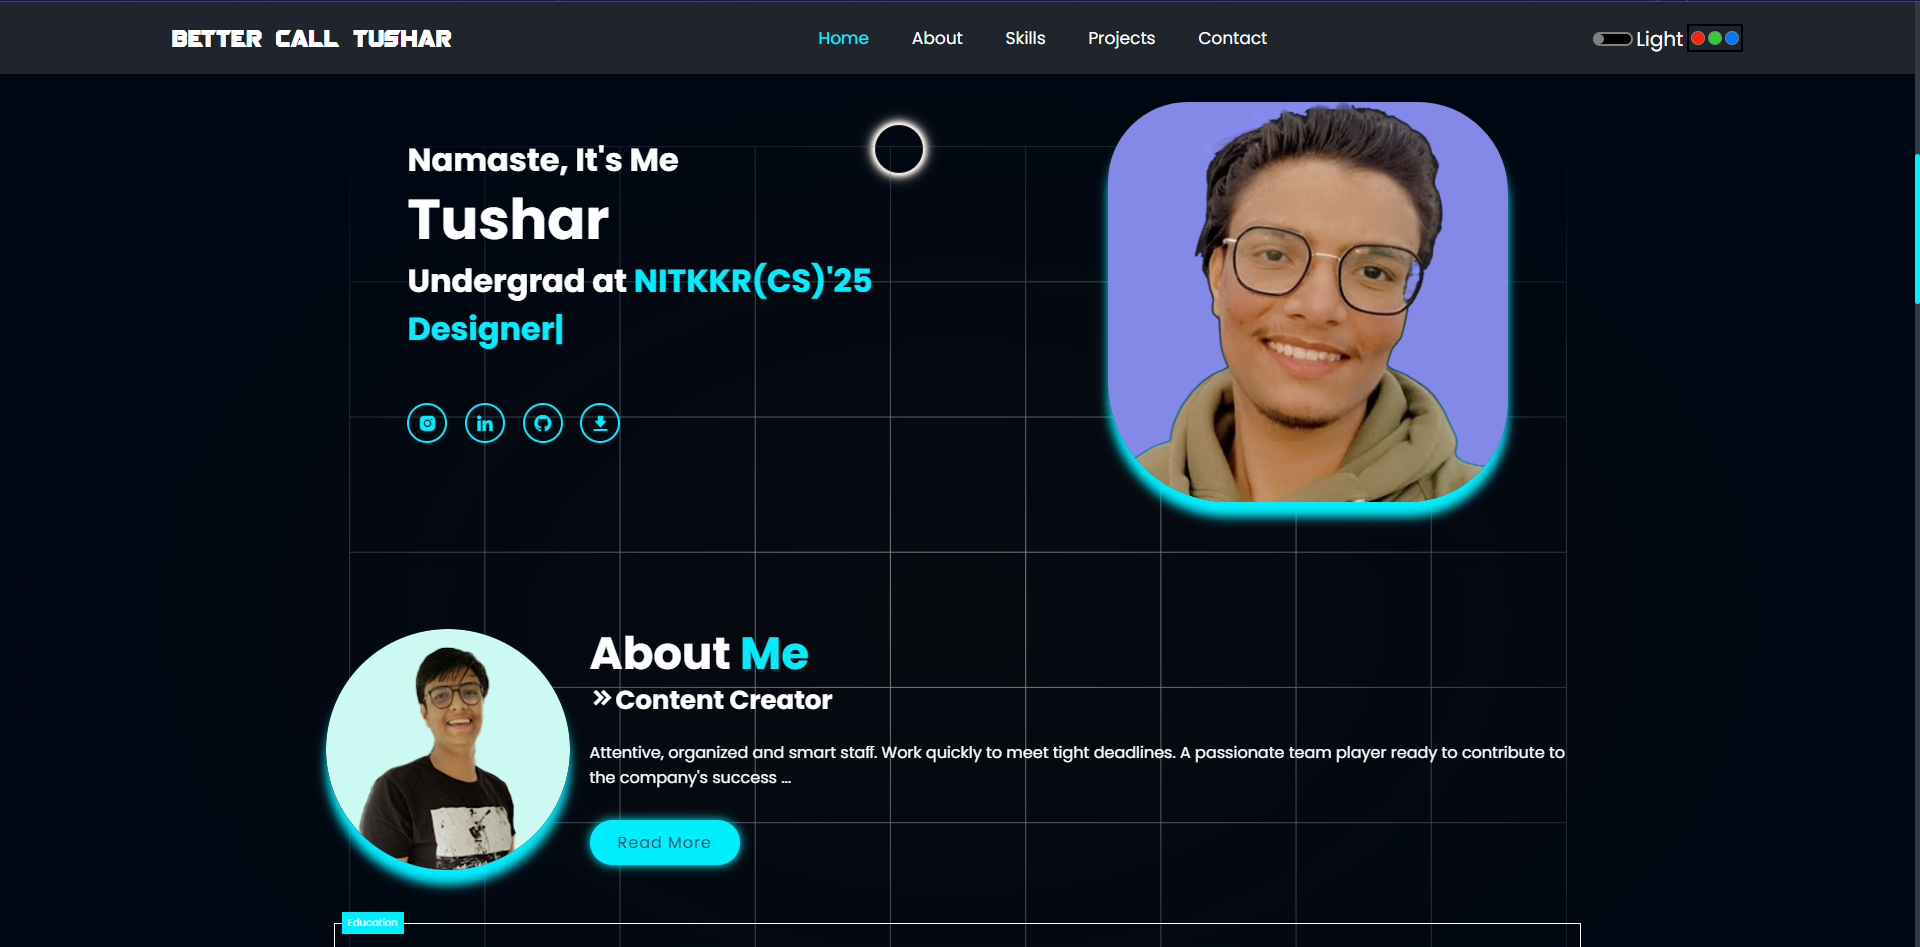 BETTER CALL TUSHAR
Home
About
Skills
Projects
Contact
Light
Namaste, It's Me
Tushar
Undergrad at NITKKR(CS)'25
Designer|
About Me
Content Creator
Attentive, organized and smart staff. Work quickly to meet tight deadlines. A passionate team player ready to contribute to
the company's success ...
Read More
Education